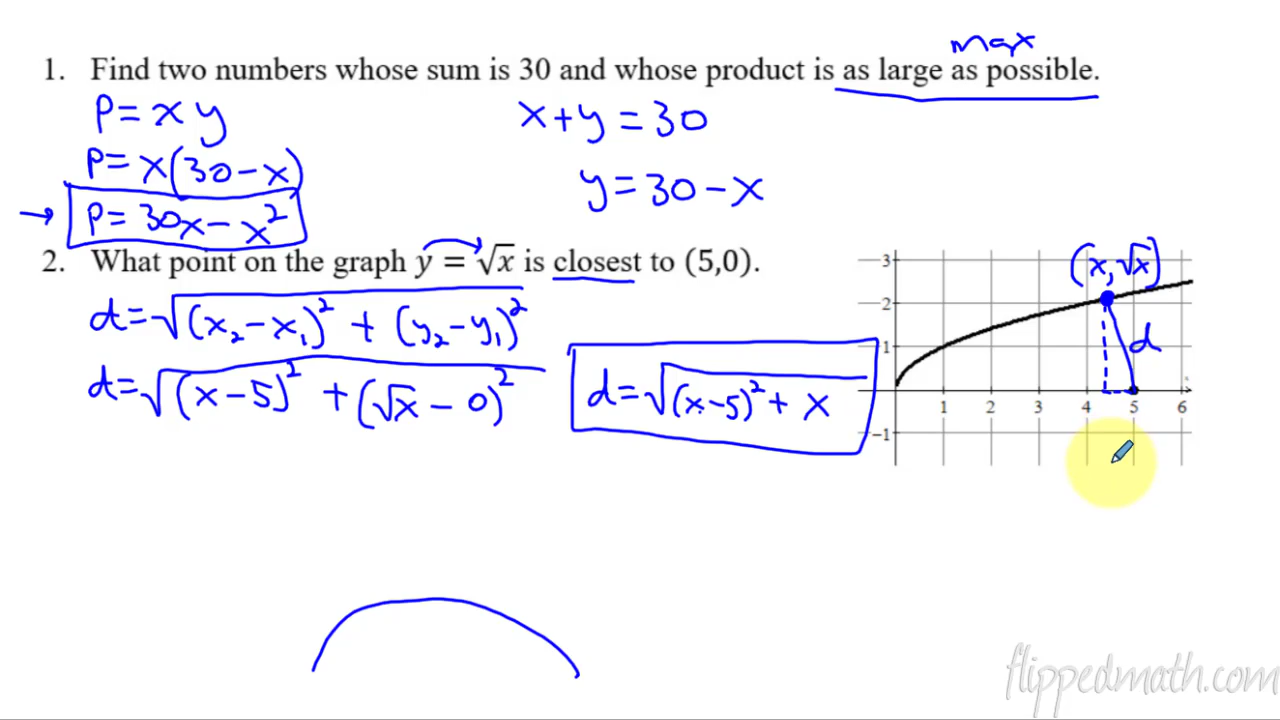 max
1. Find two numbers whose sum is 30 and whose product is as large as possible.
P = xy
x + y = 30
P = x(30 - x)
y = 30 - x
→ P = 30x - x²
2. What point on the graph y = √x is closest to (5,0).
d = √(x₂ - x₁)² + (y₂ - y₁)²
d = √(x - 5)² + (√x - 0)²
d = √(x - 5)² + x
(x, √x)
d
3
2
1
-1
1 2 3 4 5 6
flippedmath.com